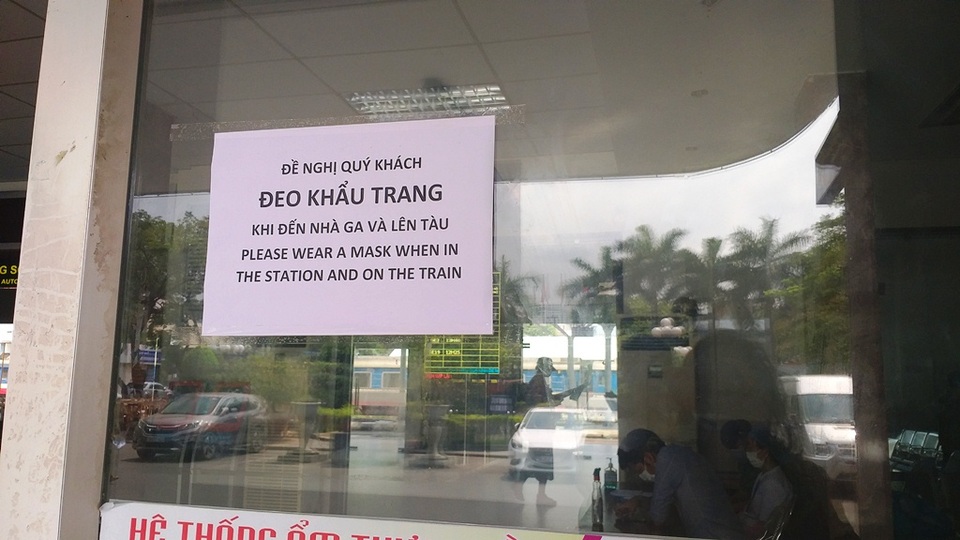 ĐỀ NGHỊ QUÝ KHÁCH
ĐEO KHẨU TRANG
KHI ĐẾN NHÀ GA VÀ LÊN TÀU
PLEASE WEAR A MASK WHEN IN
THE STATION AND ON THE TRAIN
HỆ THỐNG ẨM